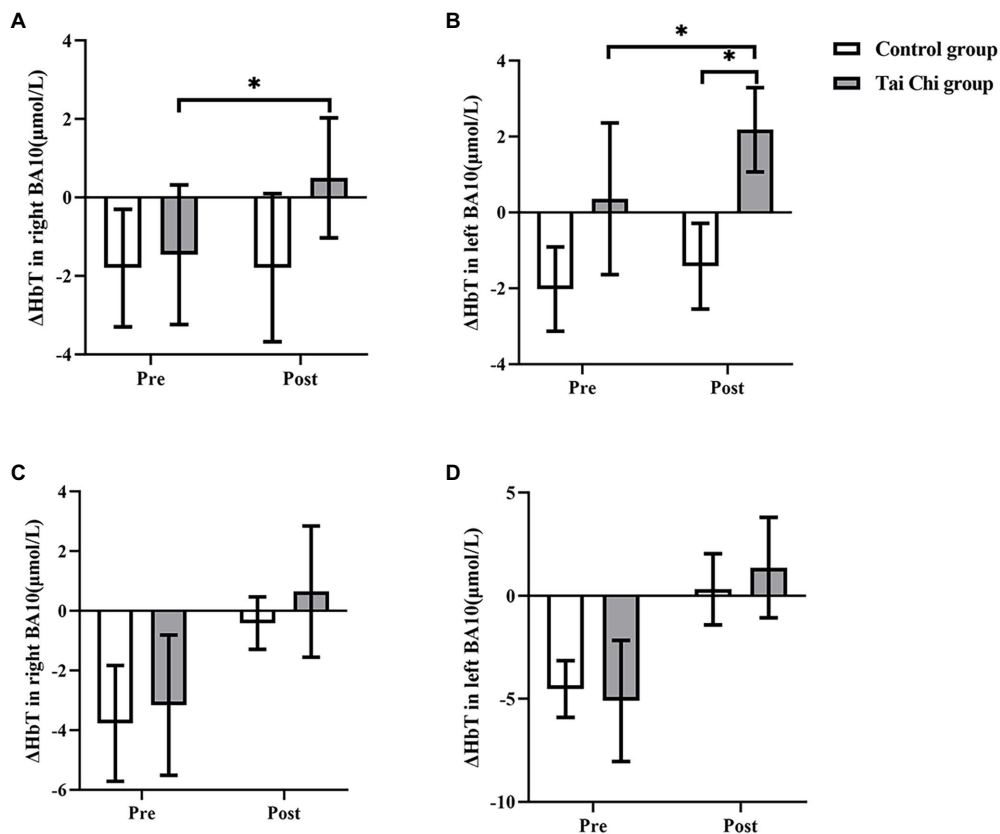 A
4
2
0
-2
-4
ΔHbT in right BA10(μmol/L)
*
Pre
Post
B
4
2
0
-2
-4
ΔHbT in left BA10(μmol/L)
*
*
Pre
Post
Control group
Tai Chi group
C
4
2
0
-2
-4
-6
ΔHbT in right BA10(μmol/L)
Pre
Post
D
5
0
-5
-10
ΔHbT in left BA10(μmol/L)
Pre
Post